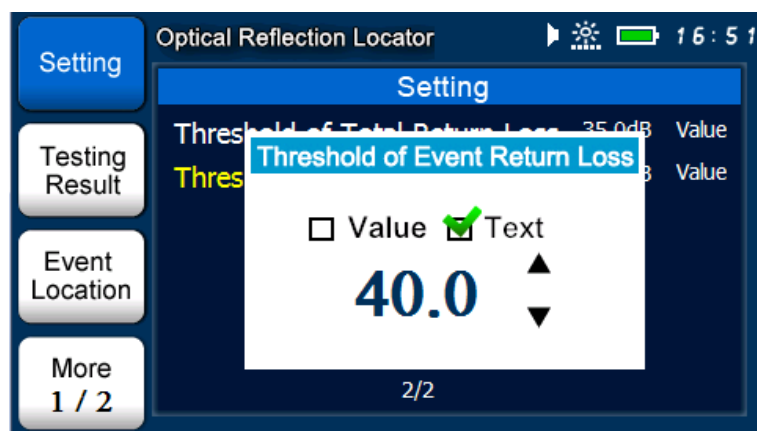 Setting
Testing
Result
Event
Location
More
1 / 2
Optical Reflection Locator
16:51
Setting
Value
Thres
Value
Threshold of Event Return Loss
Value
Text
40.0
2/2